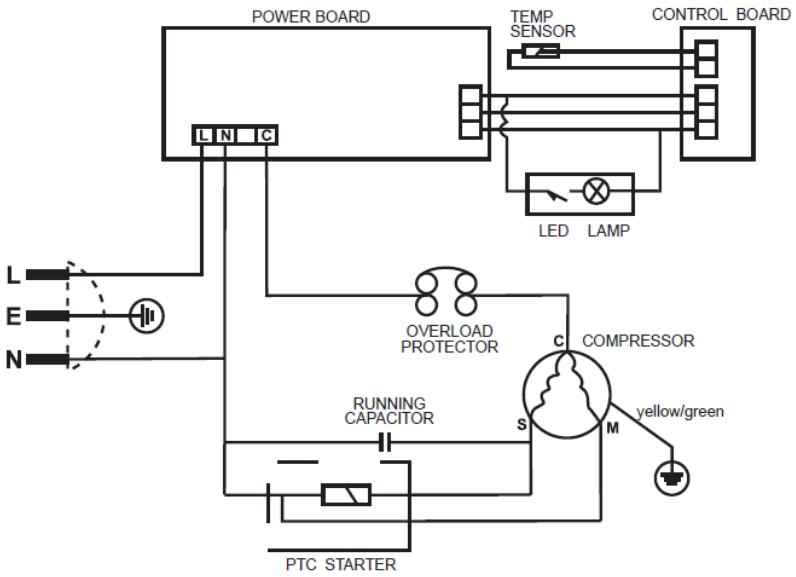 POWER BOARD
TEMP
SENSOR
CONTROL BOARD
L N C
LED LAMP
L
E
N
OVERLOAD
PROTECTOR
C COMPRESSOR
RUNNING
CAPACITOR
S
M
yellow/green
PTC STARTER